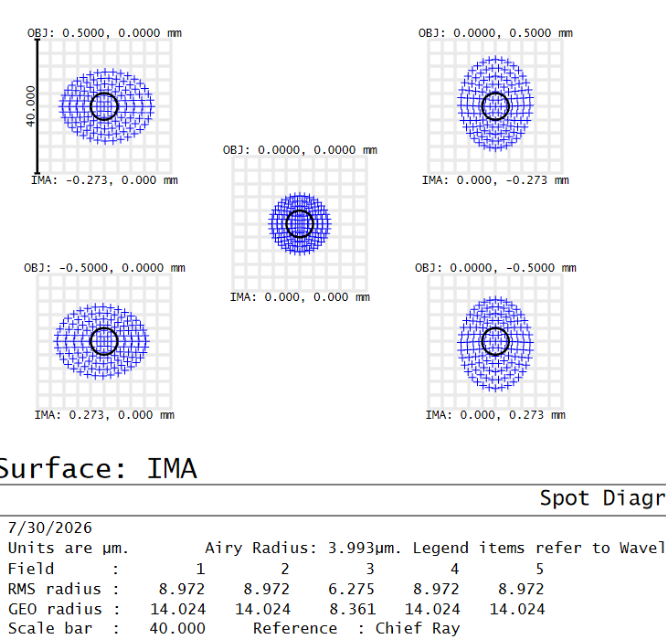 OBJ: 0.5000, 0.0000 mm
OBJ: 0.0000, 0.5000 mm
40.000
IMA: -0.273, 0.000 mm
IMA: 0.000, -0.273 mm
OBJ: 0.0000, 0.0000 mm
IMA: 0.000, 0.000 mm
OBJ: -0.5000, 0.0000 mm
OBJ: 0.0000, -0.5000 mm
IMA: 0.273, 0.000 mm
IMA: 0.000, 0.273 mm
Surface: IMA
Spot Diagr
7/30/2026
Units are µm. Airy Radius: 3.993µm. Legend items refer to Wavel
Field : 1 2 3 4 5
RMS radius : 8.972 8.972 6.275 8.972 8.972
GEO radius : 14.024 14.024 8.361 14.024 14.024
Scale bar : 40.000 Reference : Chief Ray